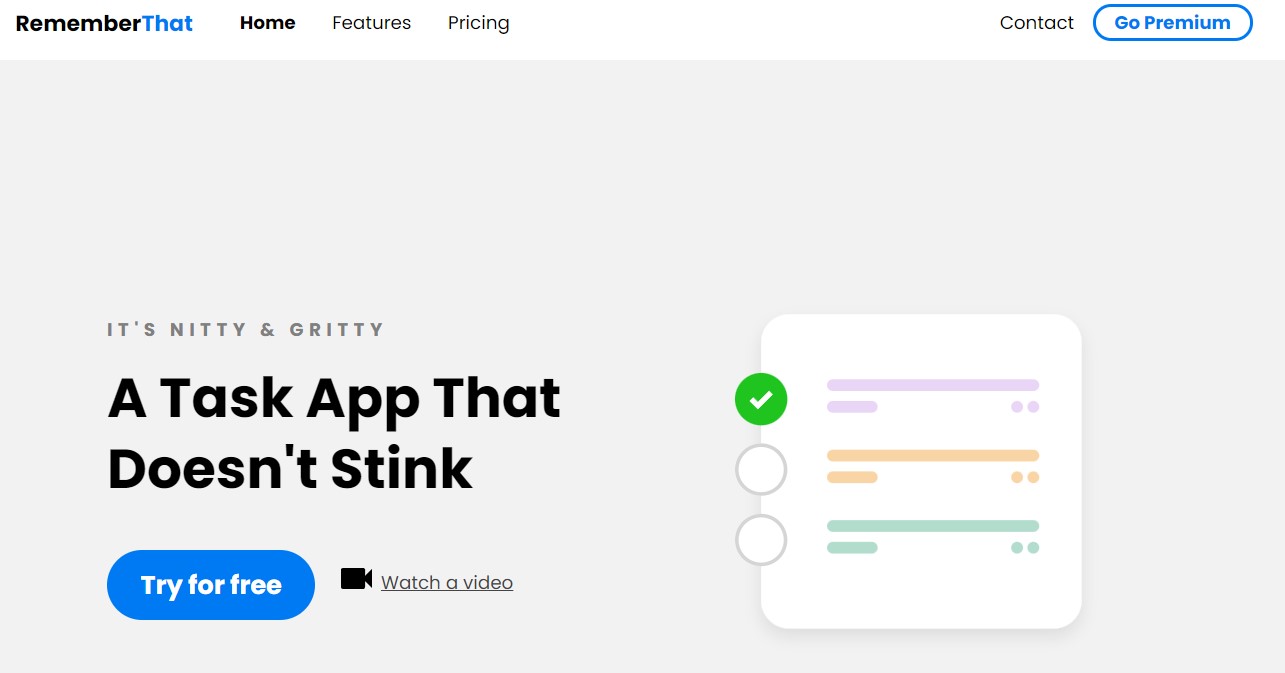 RememberThat Home Features Pricing Contact Go Premium
IT'S NITTY & GRITTY
A Task App That
Doesn't Stink
Try for free Watch a video